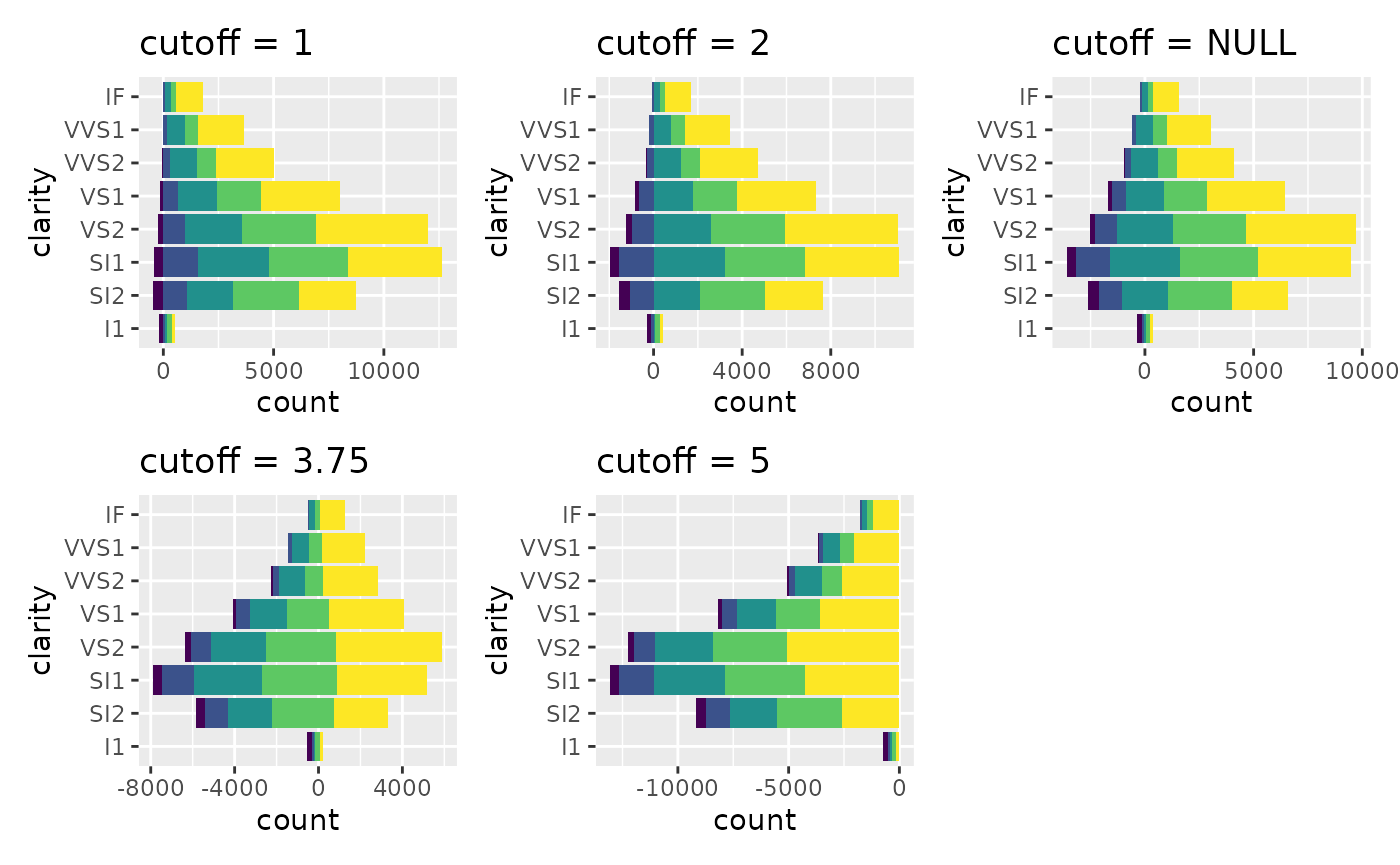 cutoff = 1
clarity
IF
VVS1
VVS2
VS1
VS2
SI1
SI2
I1
0 5000 10000
count
cutoff = 2
clarity
IF
VVS1
VVS2
VS1
VS2
SI1
SI2
I1
0 4000 8000
count
cutoff = NULL
clarity
IF
VVS1
VVS2
VS1
VS2
SI1
SI2
I1
0 5000 10000
count
cutoff = 3.75
clarity
IF
VVS1
VVS2
VS1
VS2
SI1
SI2
I1
-8000 -4000 0 4000
count
cutoff = 5
clarity
IF
VVS1
VVS2
VS1
VS2
SI1
SI2
I1
-10000 -5000 0
count